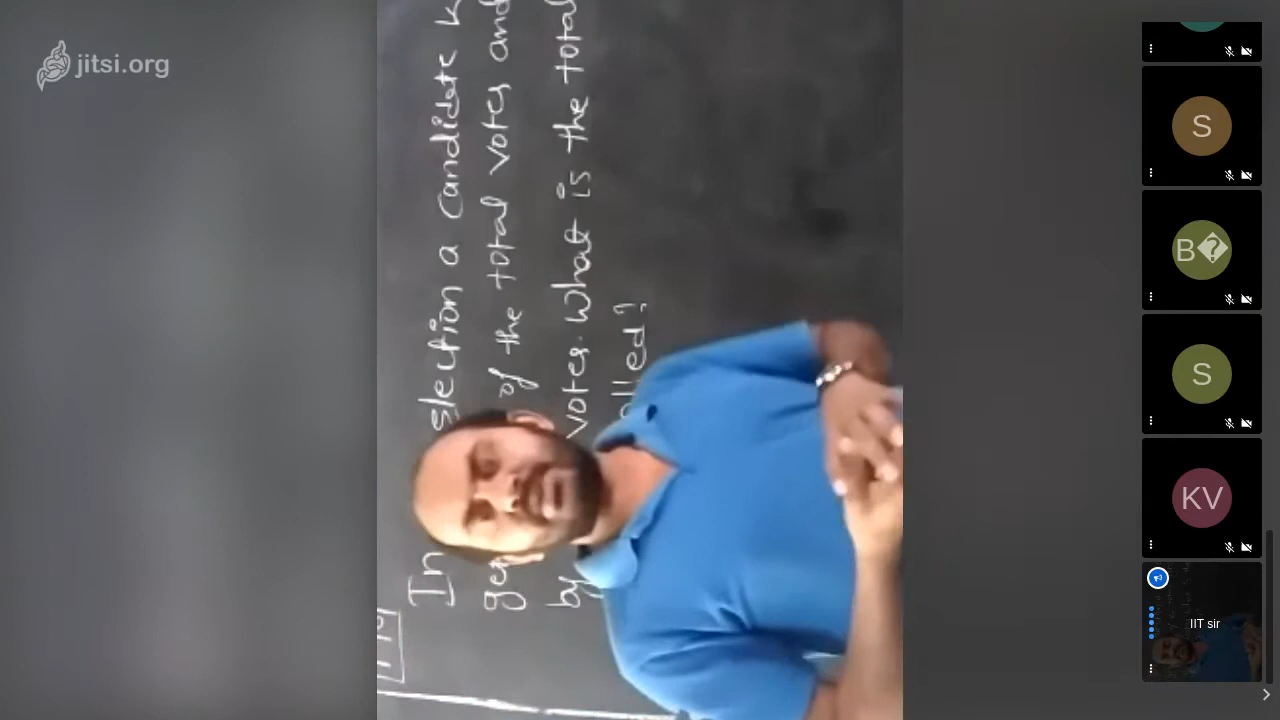 jitsi.org
In election a candidate K
ge of the total votes and
by votes. What is the total
olled?
S
B�
S
KV
IIT sir